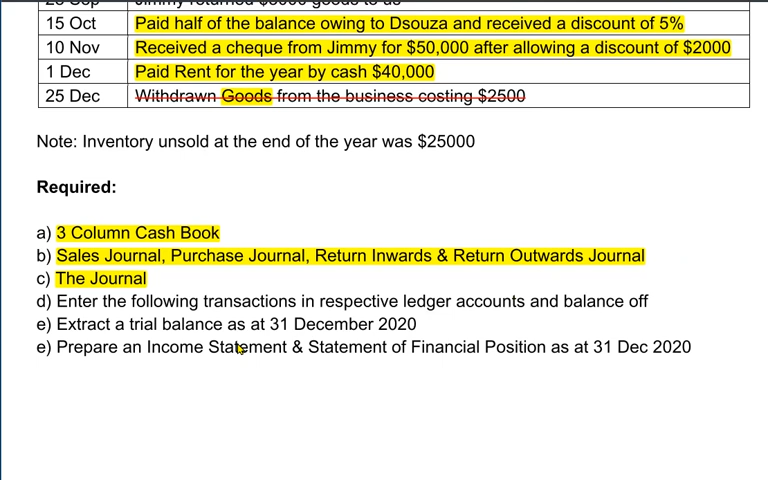 15 Oct Paid half of the balance owing to Dsouza and received a discount of 5%
10 Nov Received a cheque from Jimmy for $50,000 after allowing a discount of $2000
1 Dec Paid Rent for the year by cash $40,000
25 Dec Withdrawn Goods from the business costing $2500
Note: Inventory unsold at the end of the year was $25000
Required:
a) 3 Column Cash Book
b) Sales Journal, Purchase Journal, Return Inwards & Return Outwards Journal
c) The Journal
d) Enter the following transactions in respective ledger accounts and balance off
e) Extract a trial balance as at 31 December 2020
e) Prepare an Income Statement & Statement of Financial Position as at 31 Dec 2020